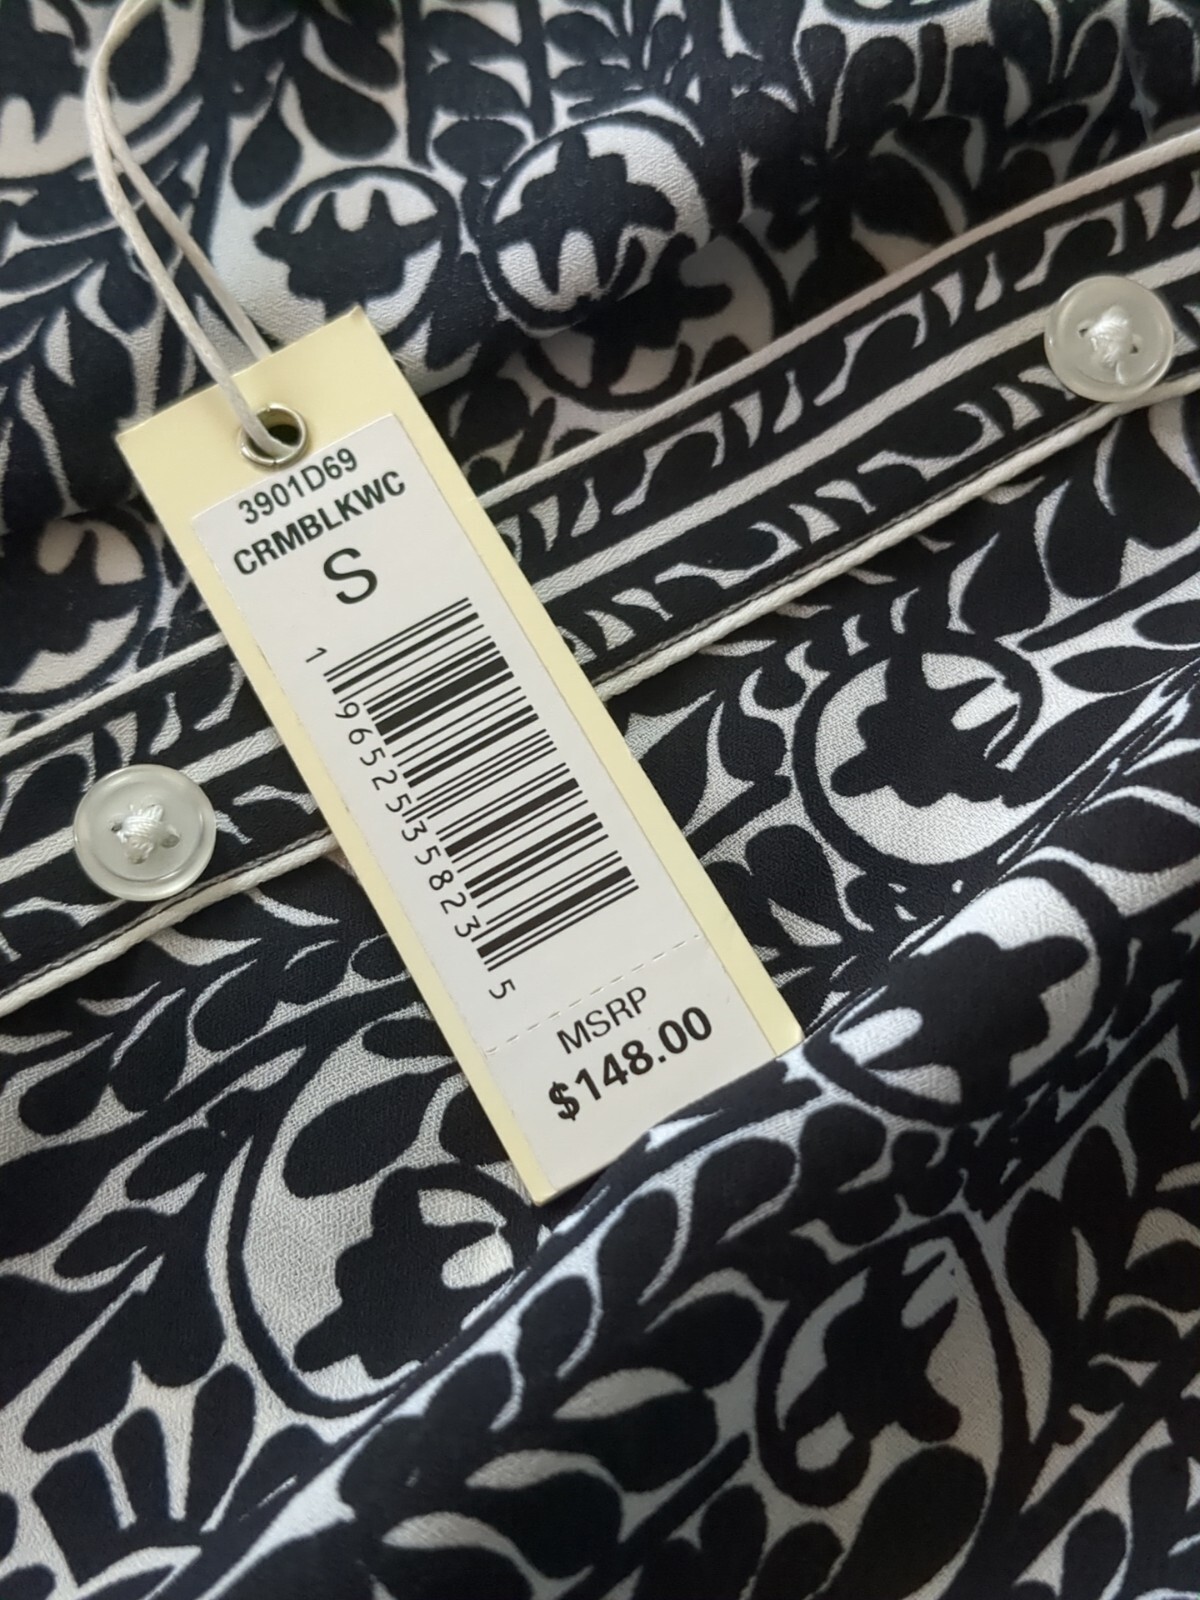 3901D69
CRMBLKWC
S
1 96525 35823 5
MSRP
$148.00